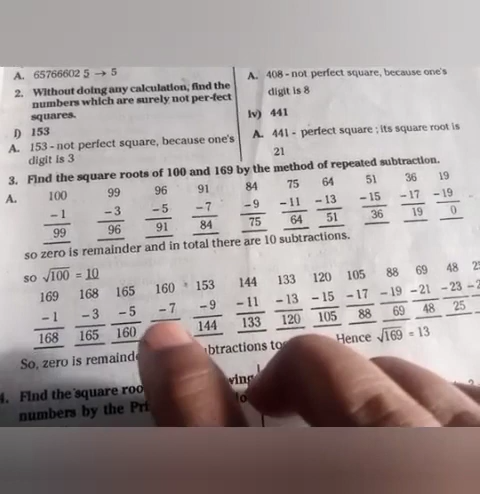 A. 65766602 5 → 5
2. Without doing any calculation, find the
numbers which are surely not per-fect
squares.
i) 153
A. 153 - not perfect square, because one's
digit is 3
A. 408 - not perfect square, because one's
digit is 8
iv) 441
A. 441 - perfect square ; its square root is
21
3. Find the square roots of 100 and 169 by the method of repeated subtraction.
A. 100 99 96 91 84 75 64 51 36 19
-1 -3 -5 -7 -9 -11 -13 -15 -17 -19
99 96 91 84 75 64 51 36 19 0
so zero is remainder and in total there are 10 subtractions.
so √100 = 10
169 168 165 160 153 144 133 120 105 88 69 48
-1 -3 -5 -7 -9 -11 -13 -15 -17 -19 -21 -23
168 165 160 144 133 120 105 88 69 48 25
So, zero is Hence √169 = 13
Find the square
numbers by the